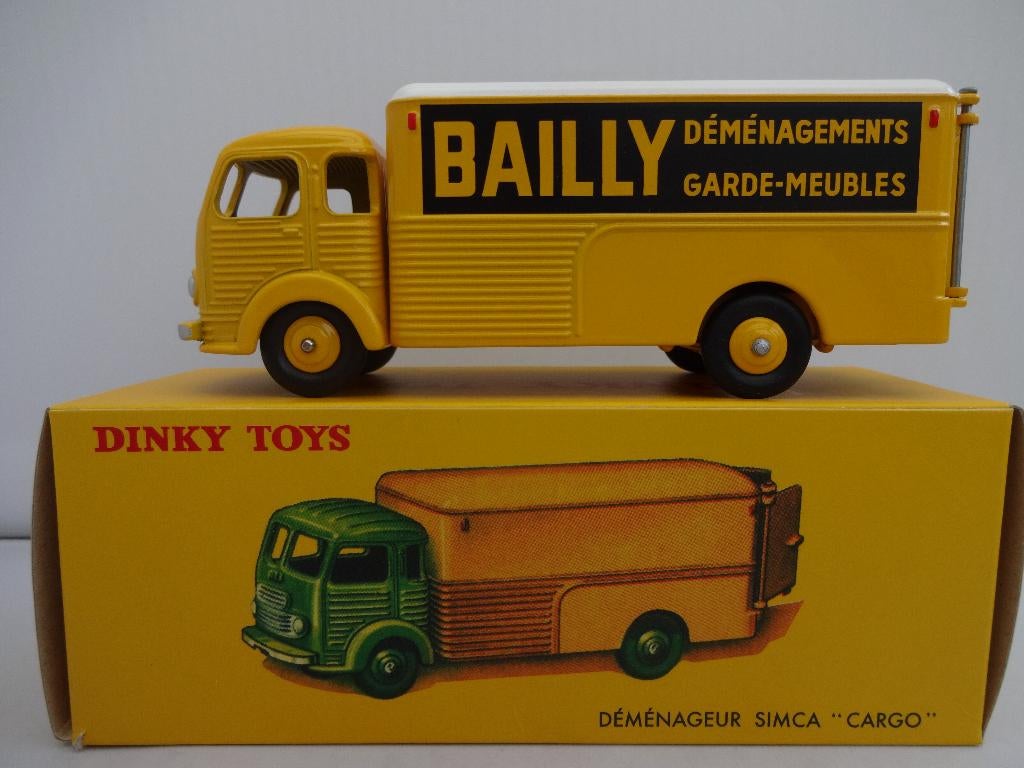 BAILLY
DÉMÉNAGEMENTS
GARDE-MEUBLES
DINKY TOYS
DÉMÉNAGEUR SIMCA "CARGO"